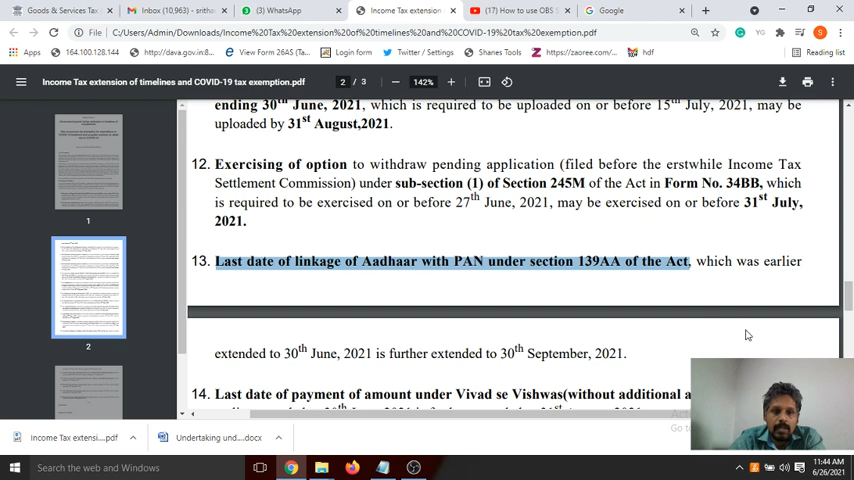 Goods & Services Tax
Inbox (10,963) - sritha
(3) WhatsApp
Income Tax extension
(17) How to use OBS S
Google
File
C:/Users/Admin/Downloads/Income%20Tax%20extension%20of%20timelines%20and%20COVID-19%20tax%20exemption.pdf
Apps
164.100.128.144
http://dava.gov.in8...
View Form 26AS (Ta...
Login form
Twitter / Settings
Shanes Tools
https://zaoree.com/...
hdf
Reading list
Income Tax extension of timelines and COVID-19 tax exemption.pdf
2 / 3
142%
ending 30th June, 2021, which is required to be uploaded on or before 15th July, 2021, may be
uploaded by 31st August,2021.
12. Exercising of option to withdraw pending application (filed before the erstwhile Income Tax
Settlement Commission) under sub-section (1) of Section 245M of the Act in Form No. 34BB, which
is required to be exercised on or before 27th June, 2021, may be exercised on or before 31st July,
2021.
13. Last date of linkage of Aadhaar with PAN under section 139AA of the Act, which was earlier
extended to 30th June, 2021 is further extended to 30th September, 2021.
14. Last date of payment of amount under Vivad se Vishwas(without additional a
1
2
Income Tax extensi....pdf
Undertaking und....docx
Search the web and Windows
11:44 AM
6/26/2021